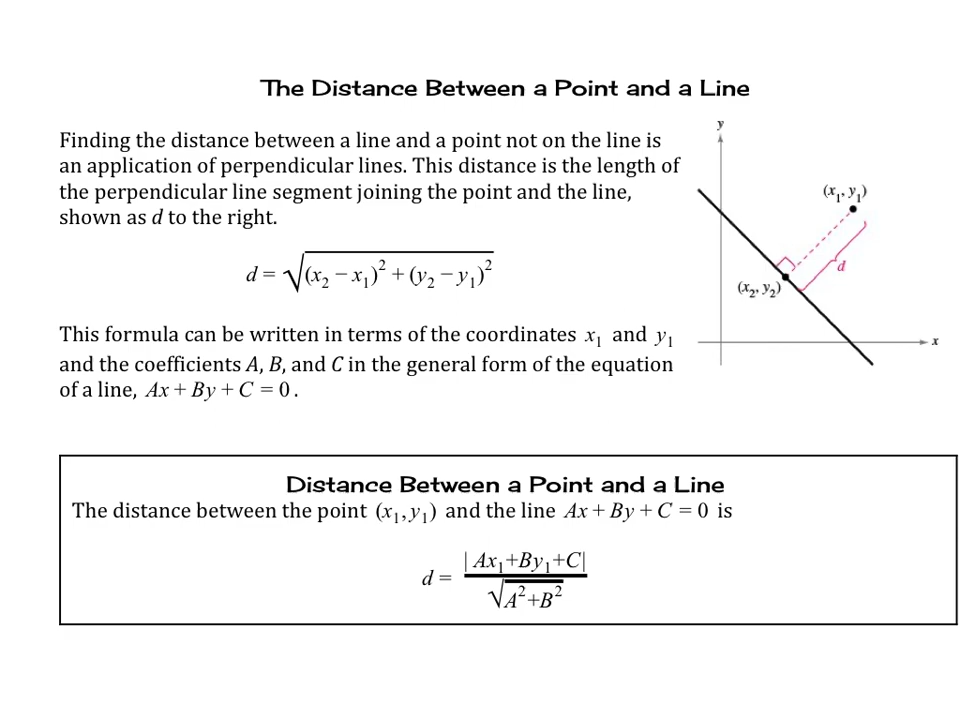 The Distance Between a Point and a Line
Finding the distance between a line and a point not on the line is
an application of perpendicular lines. This distance is the length of
the perpendicular line segment joining the point and the line,
shown as d to the right.
d = √(x₂ − x₁)² + (y₂ − y₁)²
This formula can be written in terms of the coordinates x₁ and y₁
and the coefficients A, B, and C in the general form of the equation
of a line, Ax + By + C = 0.
y
(x₁, y₁)
d
(x₂, y₂)
x
Distance Between a Point and a Line
The distance between the point (x₁, y₁) and the line Ax + By + C = 0 is
d = |Ax₁+By₁+C| / √A²+B²